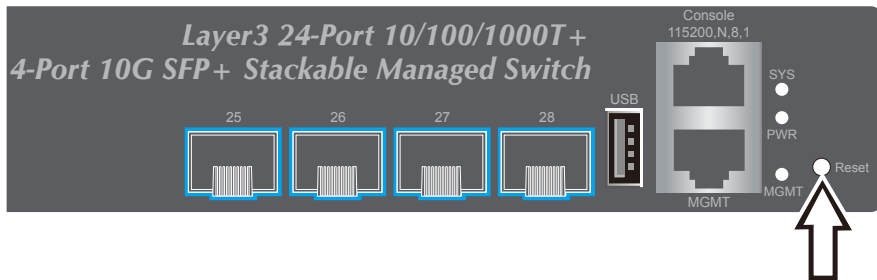 Layer3 24-Port 10/100/1000T+
4-Port 10G SFP+ Stackable Managed Switch
25
26
27
28
USB
Console
115200,N,8,1
SYS
PWR
MGMT
MGMT
Reset